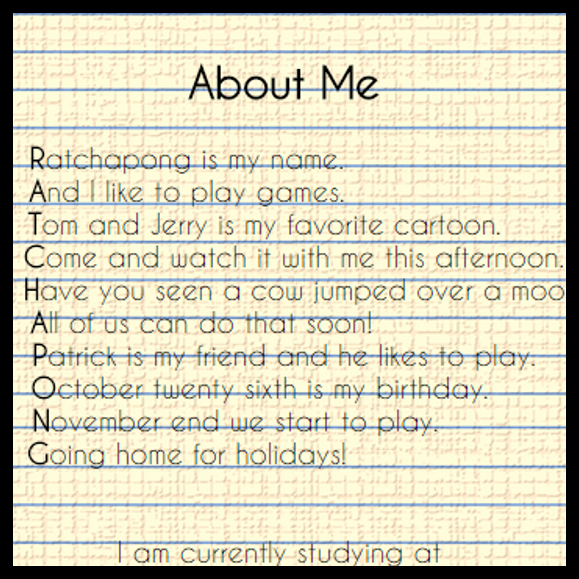 About Me
Ratchapong is my name.
And I like to play games.
Tom and Jerry is my favorite cartoon.
Come and watch it with me this afternoon.
Have you seen a cow jumped over a moo
All of us can do that soon!
Patrick is my friend and he likes to play.
October twenty sixth is my birthday.
November end we start to play.
Going home for holidays!
I am currently studying at